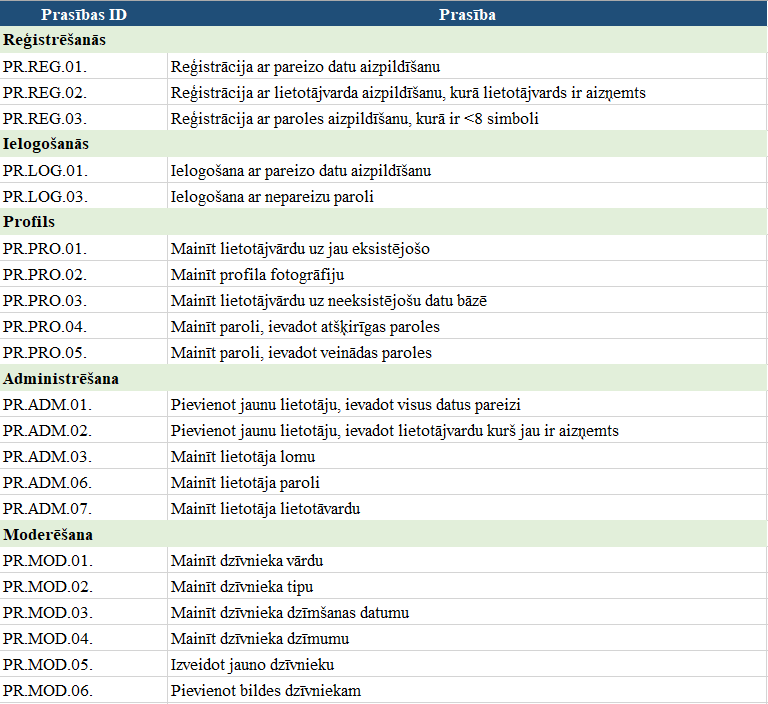 Prasības ID Prasība
Reģistrēšanās
PR.REG.01. Reģistrācija ar pareizo datu aizpildīšanu
PR.REG.02. Reģistrācija ar lietotājvarda aizpildīšanu, kurā lietotājvards ir aizņemts
PR.REG.03. Reģistrācija ar paroles aizpildīšanu, kurā ir <8 simboli
Ielogošanās
PR.LOG.01. Ielogošana ar pareizo datu aizpildīšanu
PR.LOG.03. Ielogošana ar nepareizu paroli
Profils
PR.PRO.01. Mainīt lietotājvārdu uz jau eksistējošo
PR.PRO.02. Mainīt profila fotogrāfiju
PR.PRO.03. Mainīt lietotājvārdu uz neeksistējošu datu bāzē
PR.PRO.04. Mainīt paroli, ievadot atšķirīgas paroles
PR.PRO.05. Mainīt paroli, ievadot veinādas paroles
Administrēšana
PR.ADM.01. Pievienot jaunu lietotāju, ievadot visus datus pareizi
PR.ADM.02. Pievienot jaunu lietotāju, ievadot lietotājvardu kurš jau ir aizņemts
PR.ADM.03. Mainīt lietotāja lomu
PR.ADM.06. Mainīt lietotāja paroli
PR.ADM.07. Mainīt lietotāja lietotāvardu
Moderēšana
PR.MOD.01. Mainīt dzīvnieka vārdu
PR.MOD.02. Mainīt dzīvnieka tipu
PR.MOD.03. Mainīt dzīvnieka dzīmšanas datumu
PR.MOD.04. Mainīt dzīvnieka dzīmumu
PR.MOD.05. Izveidot jauno dzīvnieku
PR.MOD.06. Pievienot bildes dzīvniekam